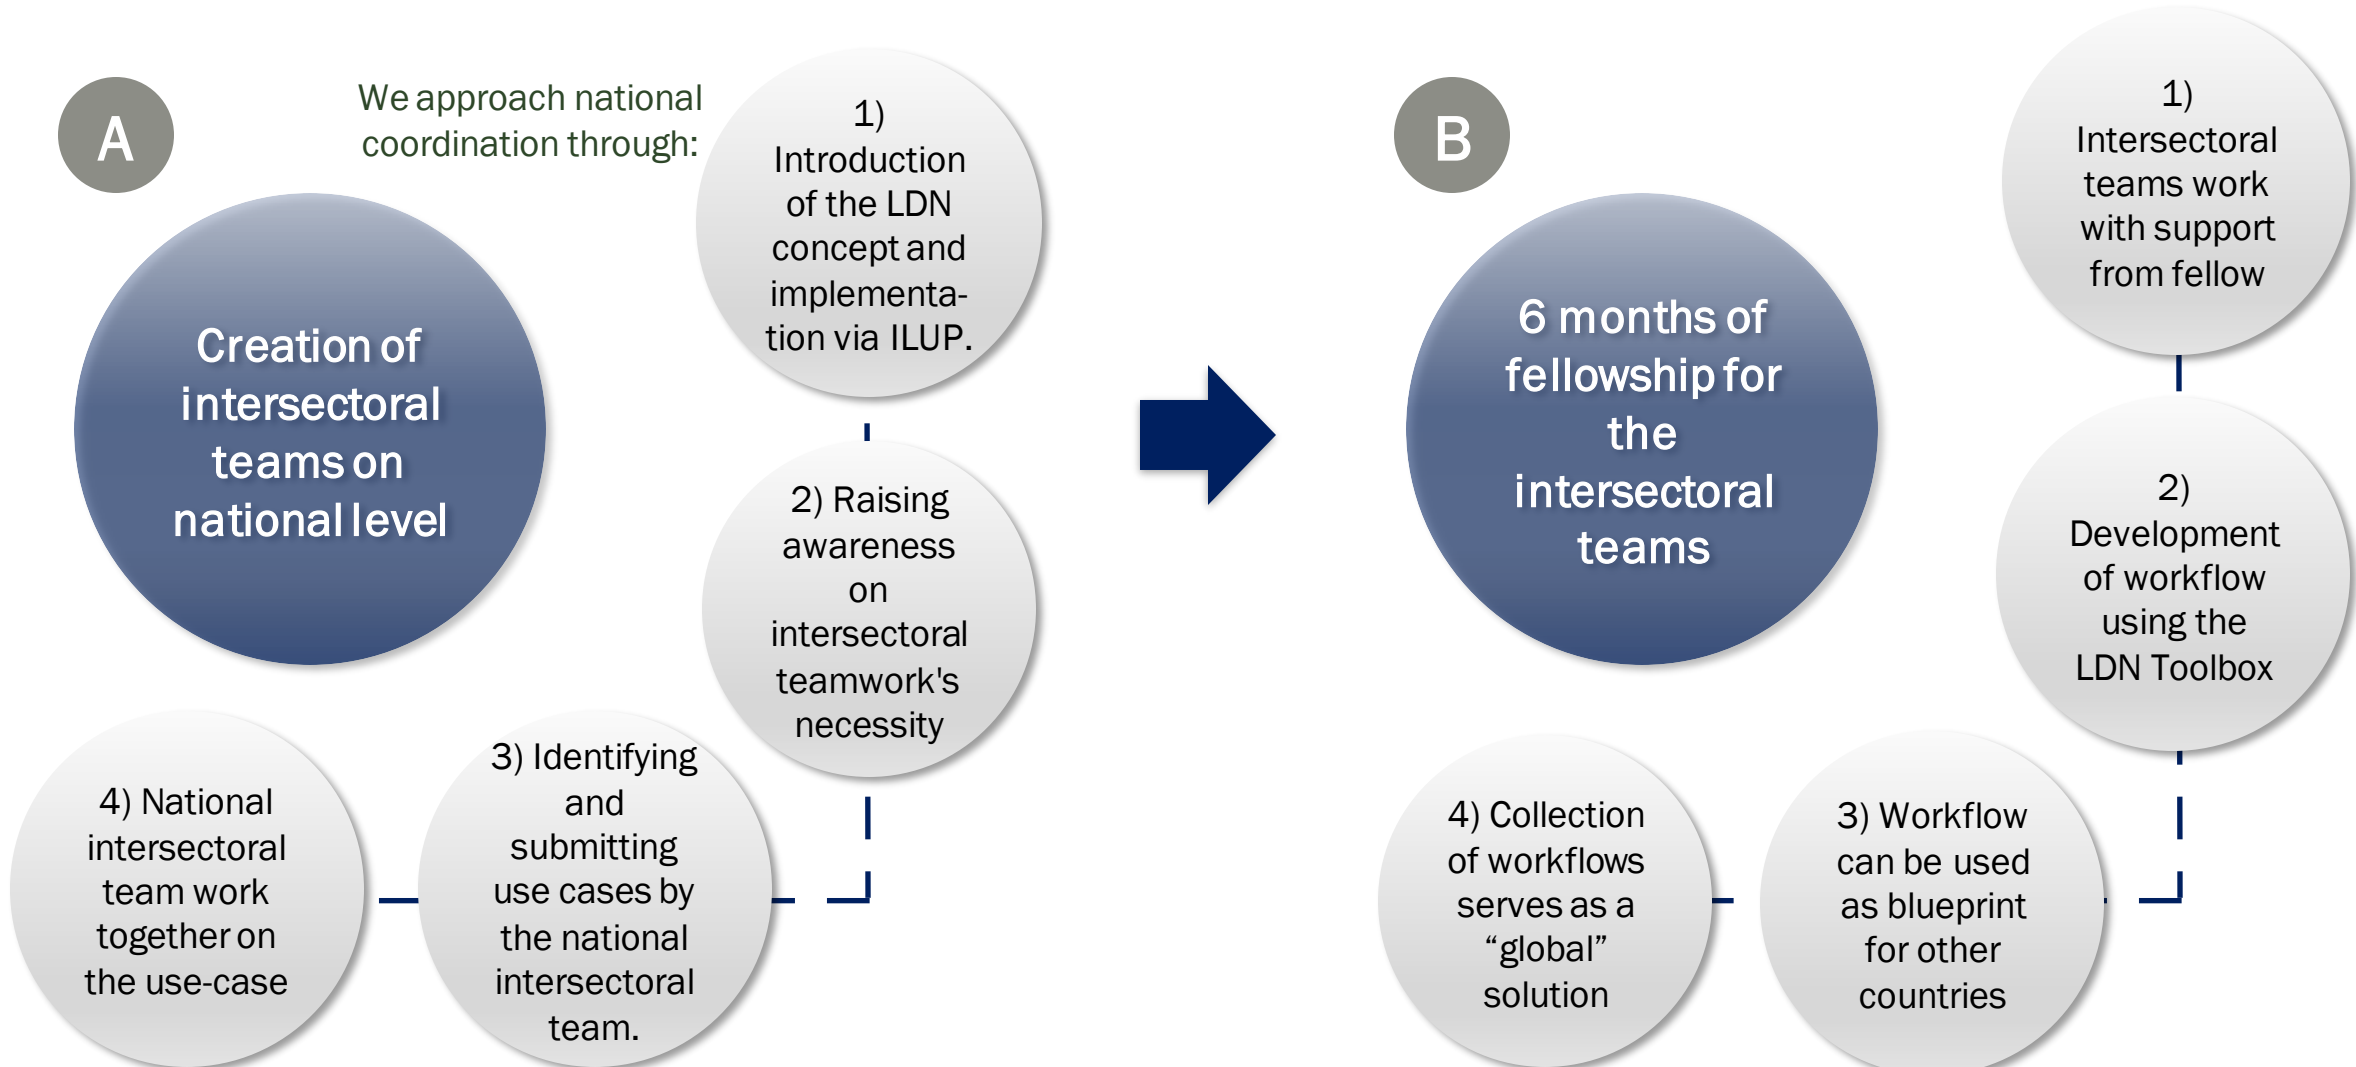 A
We approach national
coordination through:
Creation of
intersectoral
teams on
national level
1)
Introduction
of the LDN
concept and
implementa-
tion via ILUP.
2) Raising
awareness
on
intersectoral
teamwork's
necessity
3) Identifying
and
submitting
use cases by
the national
intersectoral
team.
4) National
intersectoral
team work
together on
the use-case
B
6 months of
fellowship for
the
intersectoral
teams
1)
Intersectoral
teams work
with support
from fellow
2)
Development
of workflow
using the
LDN Toolbox
3) Workflow
can be used
as blueprint
for other
countries
4) Collection
of workflows
serves as a
“global”
solution